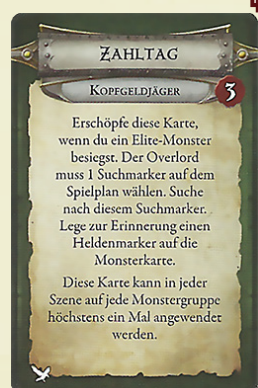 ZAHLTAG
KOPFGELDJÄGER
3
Erschöpfe diese Karte,
wenn du ein Elite-Monster
besiegst. Der Overlord
muss 1 Suchmarker auf dem
Spielplan wählen. Suche
nach diesem Suchmarker.
Lege zur Erinnerung einen
Heldenmarker auf die
Monsterkarte.
Diese Karte kann in jeder
Szene auf jede Monstergruppe
höchstens ein Mal angewendet
werden.